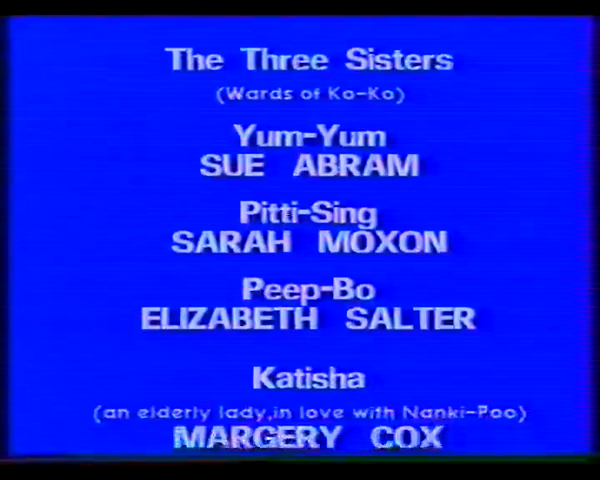 The Three Sisters
(Wards of Ko-Ko)
Yum-Yum
SUE ABRAM
Pitti-Sing
SARAH MOXON
Peep-Bo
ELIZABETH SALTER
Katisha
(an elderly lady,in love with Nanki-Poo)
MARGERY COX